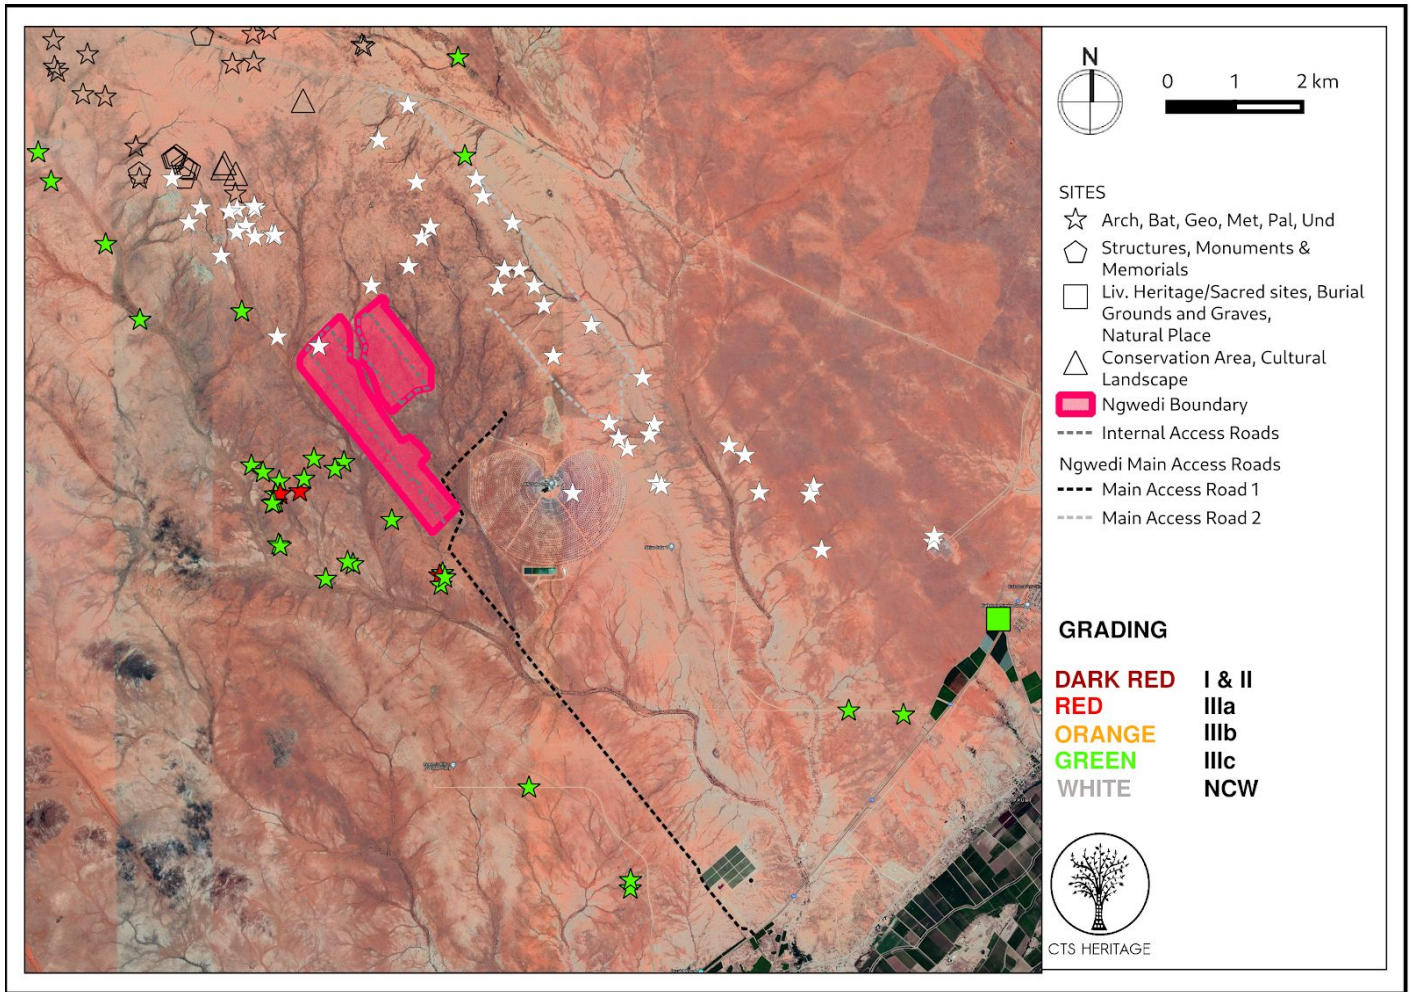 N
0 1 2 km
SITES
Arch, Bat, Geo, Met, Pal, Und
Structures, Monuments &
Memorials
Liv. Heritage/Sacred sites, Burial
Grounds and Graves,
Natural Place
Conservation Area, Cultural
Landscape
Ngwedi Boundary
Internal Access Roads
Ngwedi Main Access Roads
Main Access Road 1
Main Access Road 2
GRADING
DARK RED I & II
RED IIIa
ORANGE IIIb
GREEN IIIc
WHITE NCW
CTS HERITAGE